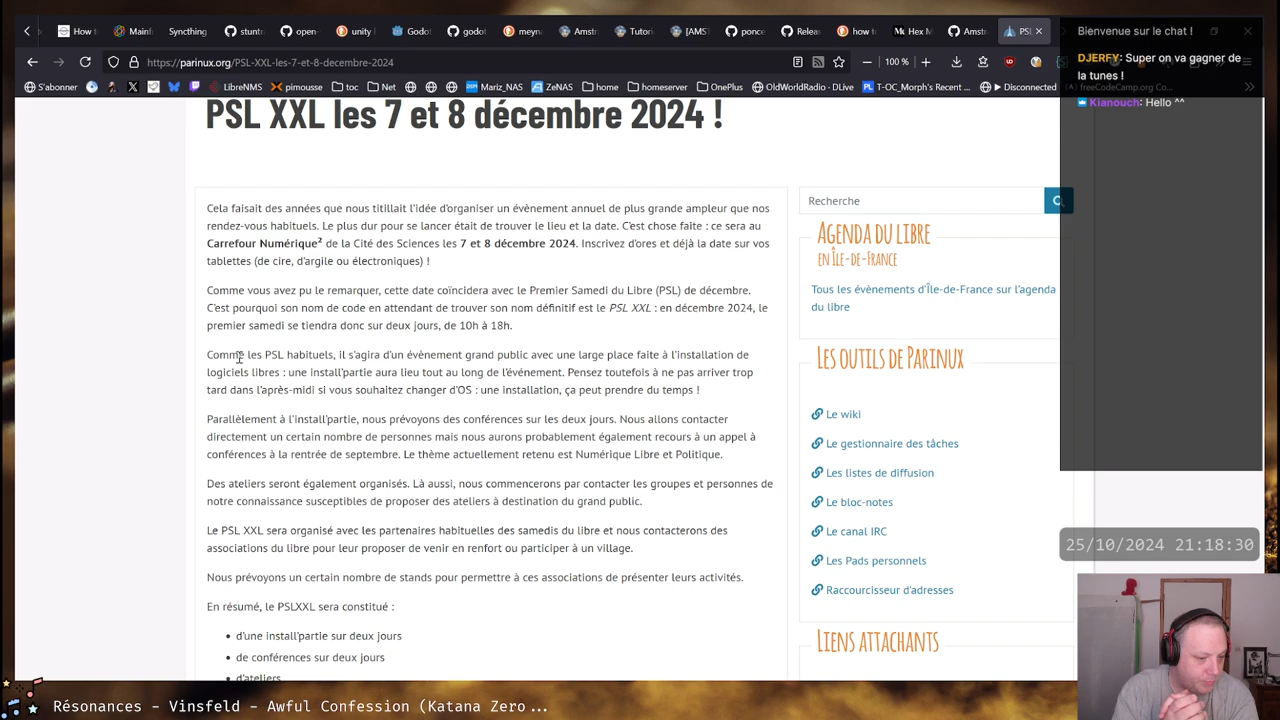 How to
Mainf
Syncthing
stuntr
open-
unity
Godot
godot
meyna
Amstr
Tutori
[AMST
ponce
Relea
how t
Hex M
Amstr
PSL
Bienvenue sur le chat !
https://parinux.org/PSL-XXL-les-7-et-8-decembre-2024
100 %
DJERFY: Super on va gagner de
la tunes !
S'abonner
LibreNMS
pimousse
toc
Net
Mariz_NAS
ZeNAS
home
homeserver
OnePlus
OldWorldRadio - DLive
T-OC_Morph's Recent ...
Disconnected
freeCodeCamp.org Co...
Kianouch: Hello ^^
PSL XXL les 7 et 8 décembre 2024 !
Cela faisait des années que nous titillait l'idée d'organiser un évènement annuel de plus grande ampleur que nos
rendez-vous habituels. Le plus dur pour se lancer était de trouver le lieu et la date. C'est chose faite : ce sera au
Carrefour Numérique² de la Cité des Sciences les 7 et 8 décembre 2024. Inscrivez d'ores et déjà la date sur vos
tablettes (de cire, d'argile ou électroniques) !
Comme vous avez pu le remarquer, cette date coïncidera avec le Premier Samedi du Libre (PSL) de décembre.
C'est pourquoi son nom de code en attendant de trouver son nom définitif est le PSL XXL : en décembre 2024, le
premier samedi se tiendra donc sur deux jours, de 10h à 18h.
Comme les PSL habituels, il s'agira d'un évènement grand public avec une large place faite à l'installation de
logiciels libres : une install'partie aura lieu tout au long de l'événement. Pensez toutefois à ne pas arriver trop
tard dans l'après-midi si vous souhaitez changer d'OS : une installation, ça peut prendre du temps !
Parallèlement à l'install'partie, nous prévoyons des conférences sur les deux jours. Nous allons contacter
directement un certain nombre de personnes mais nous aurons probablement également recours à un appel à
conférences à la rentrée de septembre. Le thème actuellement retenu est Numérique Libre et Politique.
Des ateliers seront également organisés. Là aussi, nous commencerons par contacter les groupes et personnes de
notre connaissance susceptibles de proposer des ateliers à destination du grand public.
Le PSL XXL sera organisé avec les partenaires habituelles des samedis du libre et nous contacterons des
associations du libre pour leur proposer de venir en renfort ou participer à un village.
Nous prévoyons un certain nombre de stands pour permettre à ces associations de présenter leurs activités.
En résumé, le PSLXXL sera constitué :
• d'une install'partie sur deux jours
• de conférences sur deux jours
• d'ateliers
Recherche
Agenda du libre
en Île-de-France
Tous les évènements d'Île-de-France sur l'agenda
du libre
Les outils de Parinux
Le wiki
Le gestionnaire des tâches
Les listes de diffusion
Le bloc-notes
Le canal IRC
Les Pads personnels
Raccourcisseur d'adresses
Liens attachants
25/10/2024 21:18:30
Résonances - Vinsfeld - Awful Confession (Katana Zero ...